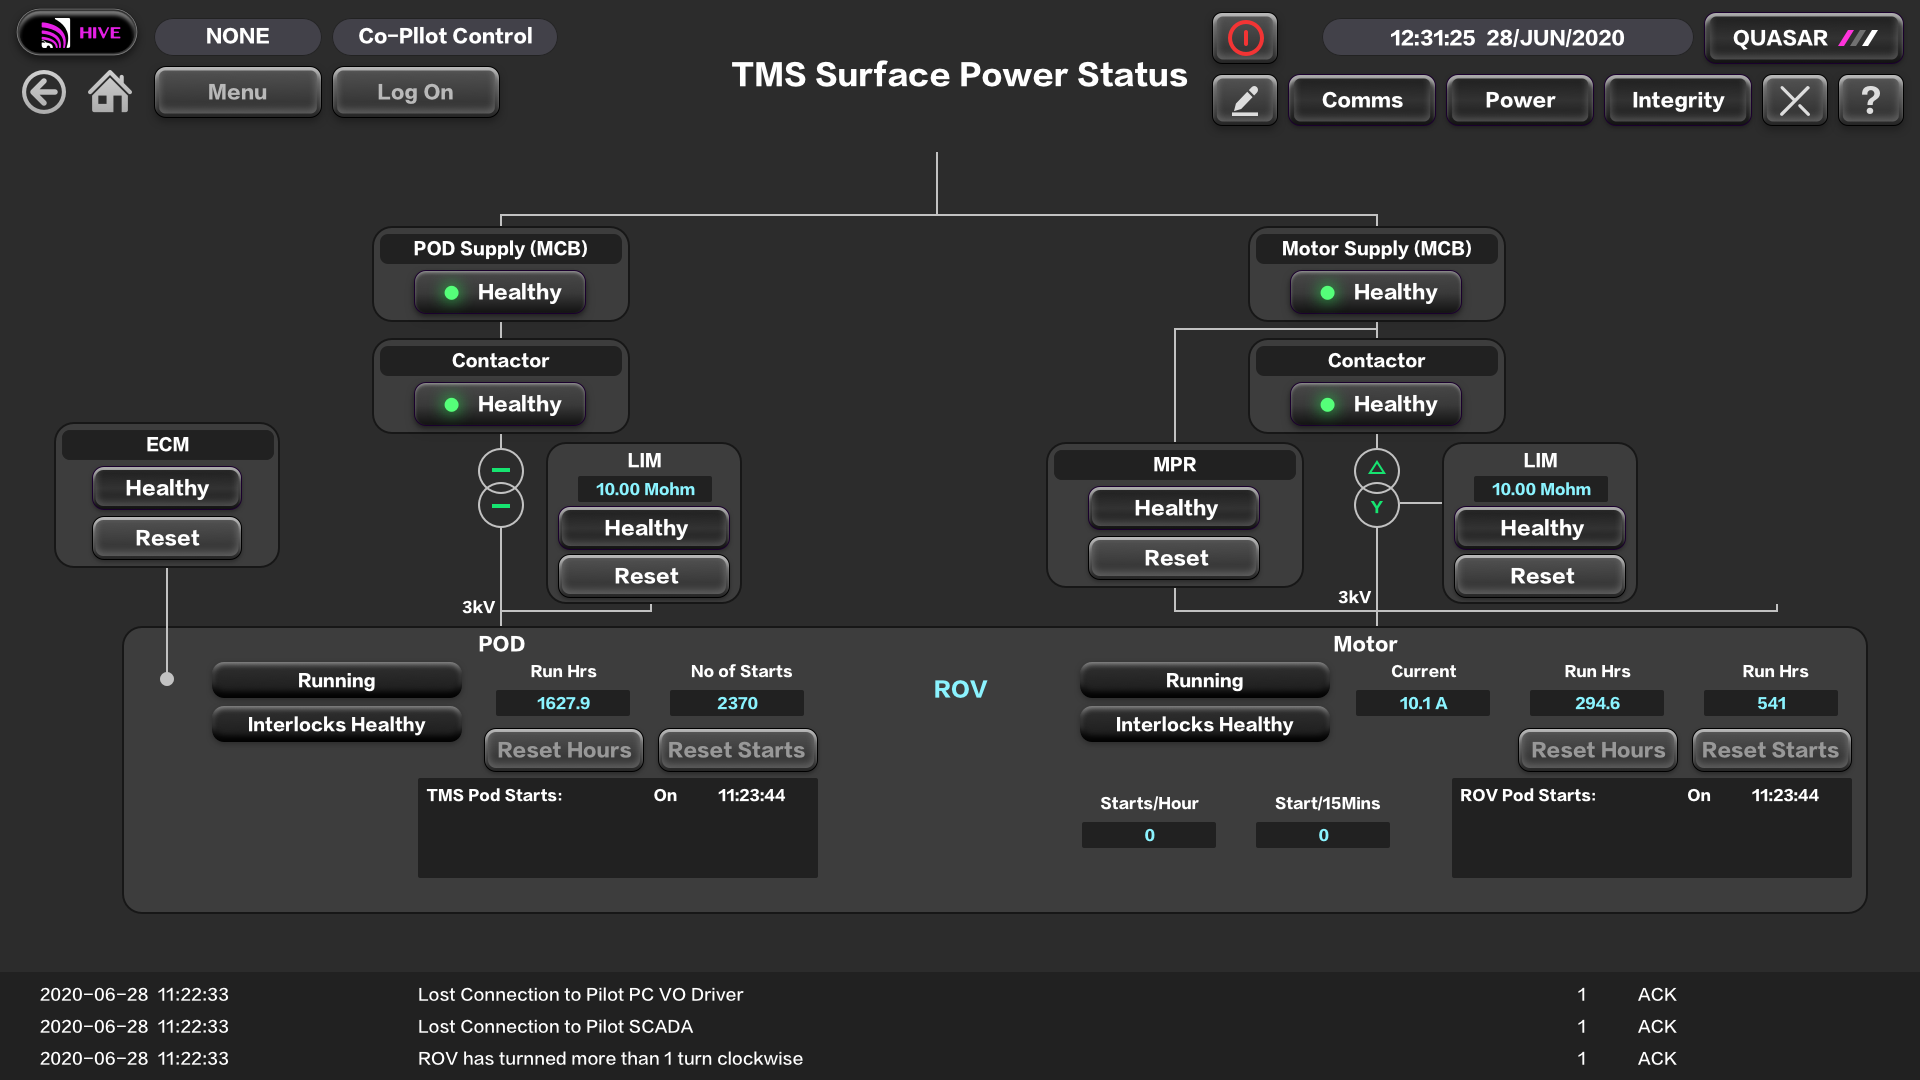 HIVE
NONE
Co-PIlot Control
12:31:25 28/JUN/2020
QUASAR
Menu
Log On
TMS Surface Power Status
Comms
Power
Integrity
?
POD Supply (MCB)
Healthy
Motor Supply (MCB)
Healthy
Contactor
Healthy
Contactor
Healthy
ECM
Healthy
Reset
LIM
10.00 Mohm
Healthy
Reset
MPR
Healthy
Reset
Y
LIM
10.00 Mohm
Healthy
Reset
3kV
3kV
POD
Running
Interlocks Healthy
Run Hrs
1627.9
Reset Hours
No of Starts
2370
Reset Starts
TMS Pod Starts: On 11:23:44
ROV
Motor
Running
Interlocks Healthy
Current
10.1 A
Run Hrs
294.6
Reset Hours
Run Hrs
541
Reset Starts
Starts/Hour
0
Start/15Mins
0
ROV Pod Starts: On 11:23:44
2020-06-28 11:22:33 Lost Connection to Pilot PC VO Driver 1 ACK
2020-06-28 11:22:33 Lost Connection to Pilot SCADA 1 ACK
2020-06-28 11:22:33 ROV has turnned more than 1 turn clockwise 1 ACK